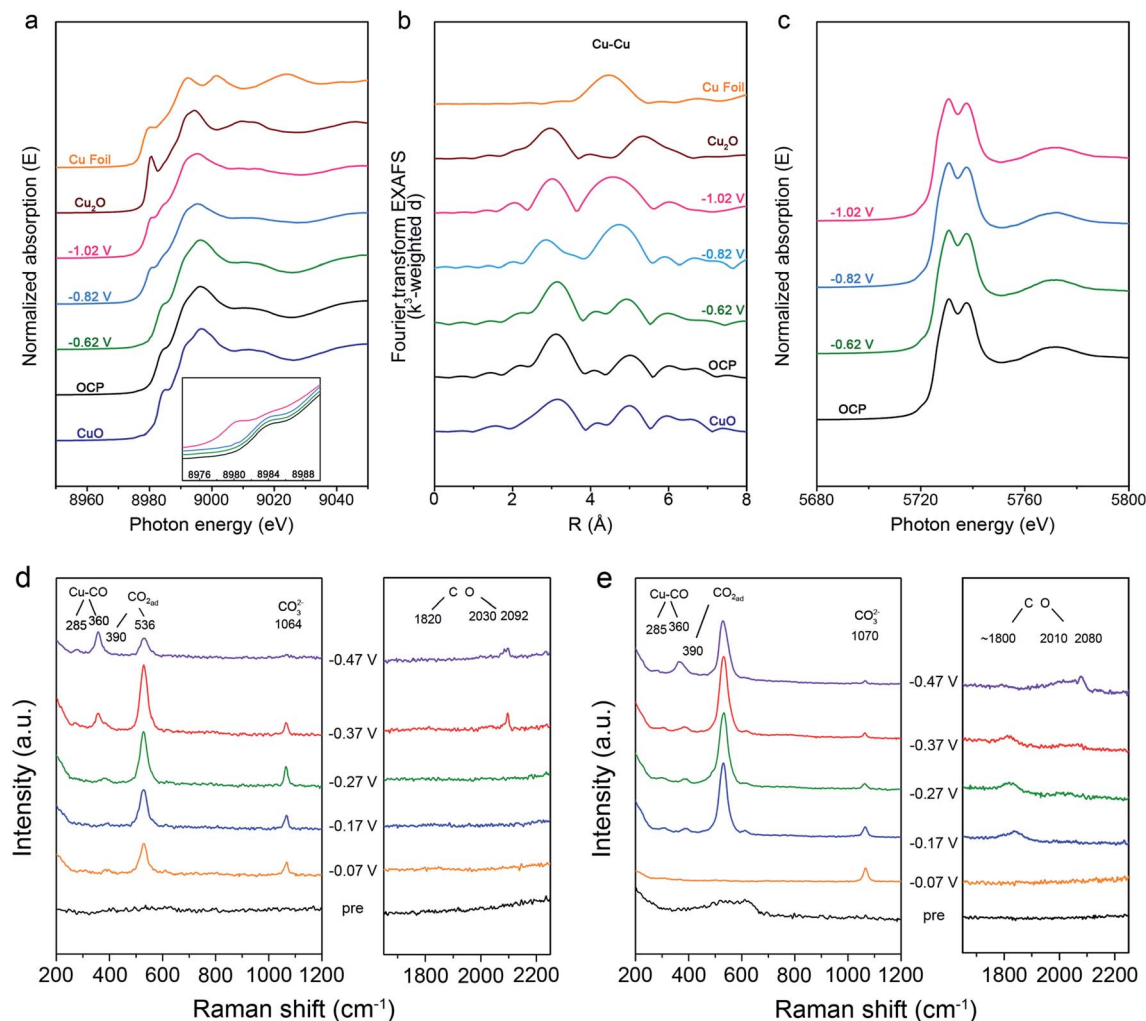 a
Normalized absorption (E)
Cu Foil
Cu₂O
-1.02 V
-0.82 V
-0.62 V
OCP
CuO
8976 8980 8984 8988
8960 8980 9000 9020 9040
Photon energy (eV)
b
Fourier transform EXAFS
(k³-weighted d)
Cu-Cu
Cu Foil
Cu₂O
-1.02 V
-0.82 V
-0.62 V
OCP
CuO
0 2 4 6 8
R (Å)
c
Normalized absorption (E)
-1.02 V
-0.82 V
-0.62 V
OCP
5680 5720 5760 5800
Photon energy (eV)
d
Intensity (a.u.)
Cu-CO
285 360
CO₂ad
390 536
CO₃²⁻
1064
C O
1820 2030 2092
-0.47 V
-0.37 V
-0.27 V
-0.17 V
-0.07 V
pre
200 400 600 800 1000 1200
1800 2000 2200
Raman shift (cm⁻¹)
e
Intensity (a.u.)
Cu-CO
285 360
CO₂ad
390 536
CO₃²⁻
1070
C O
~1800 2010 2080
-0.47 V
-0.37 V
-0.27 V
-0.17 V
-0.07 V
pre
200 400 600 800 1000 1200
1800 2000 2200
Raman shift (cm⁻¹)